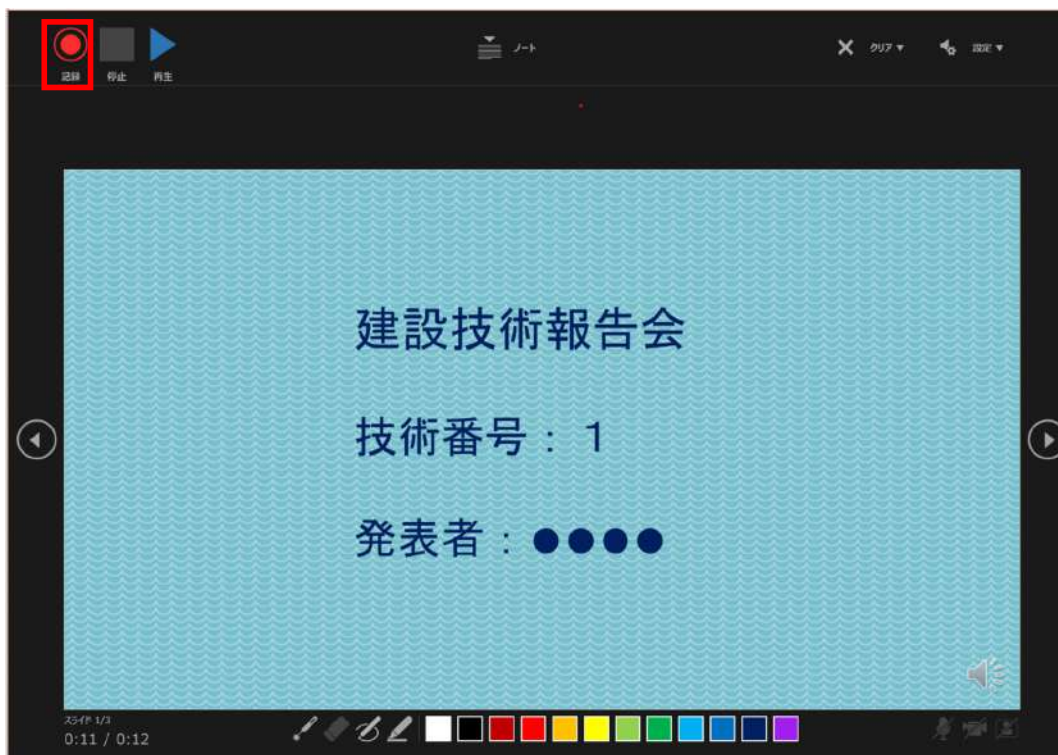 記録 停止 再生
ノート
クリア
設定
建設技術報告会
技術番号：１
発表者：●●●●
スライド 1/3
0:11 / 0:12